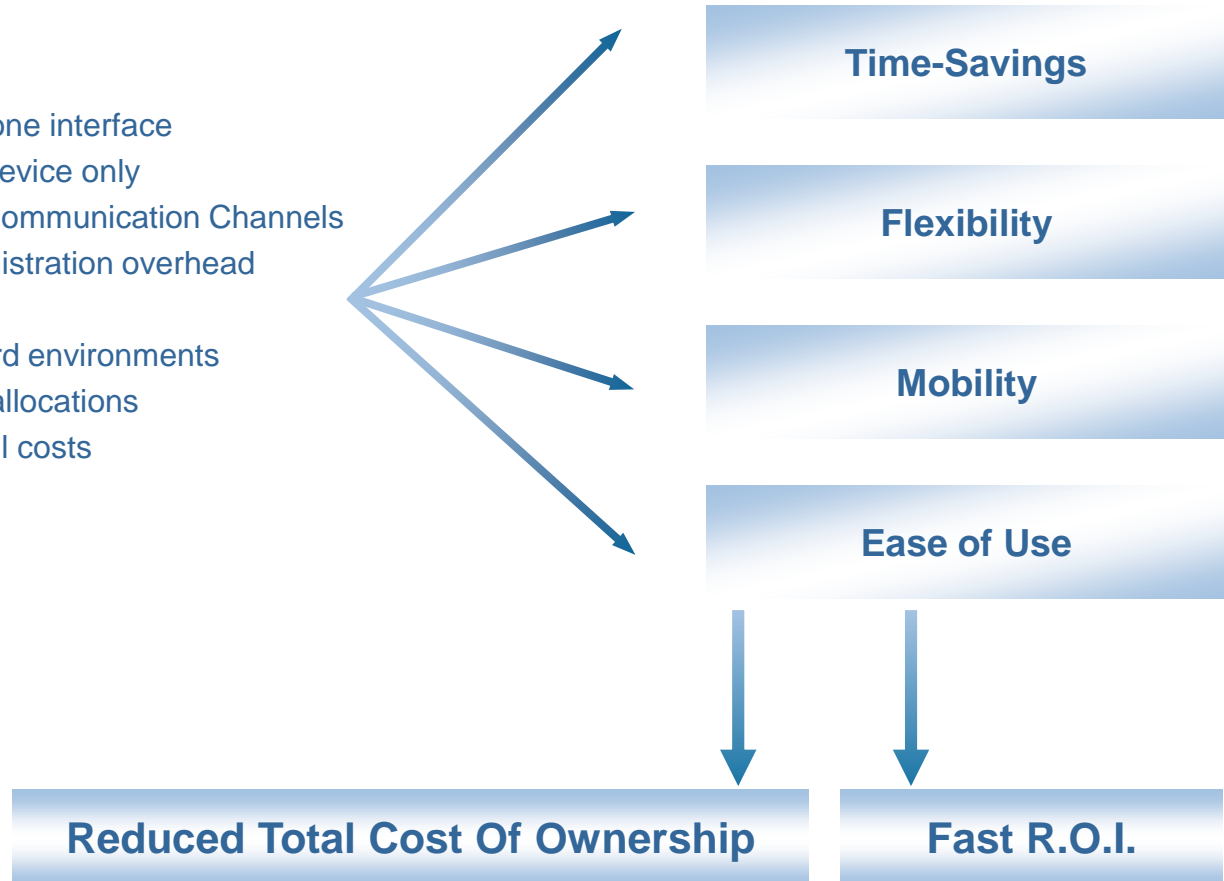 one interface
evice only
ommunication Channels
istration overhead
rd environments
allocations
l costs
Time-Savings
Flexibility
Mobility
Ease of Use
Reduced Total Cost Of Ownership
Fast R.O.I.